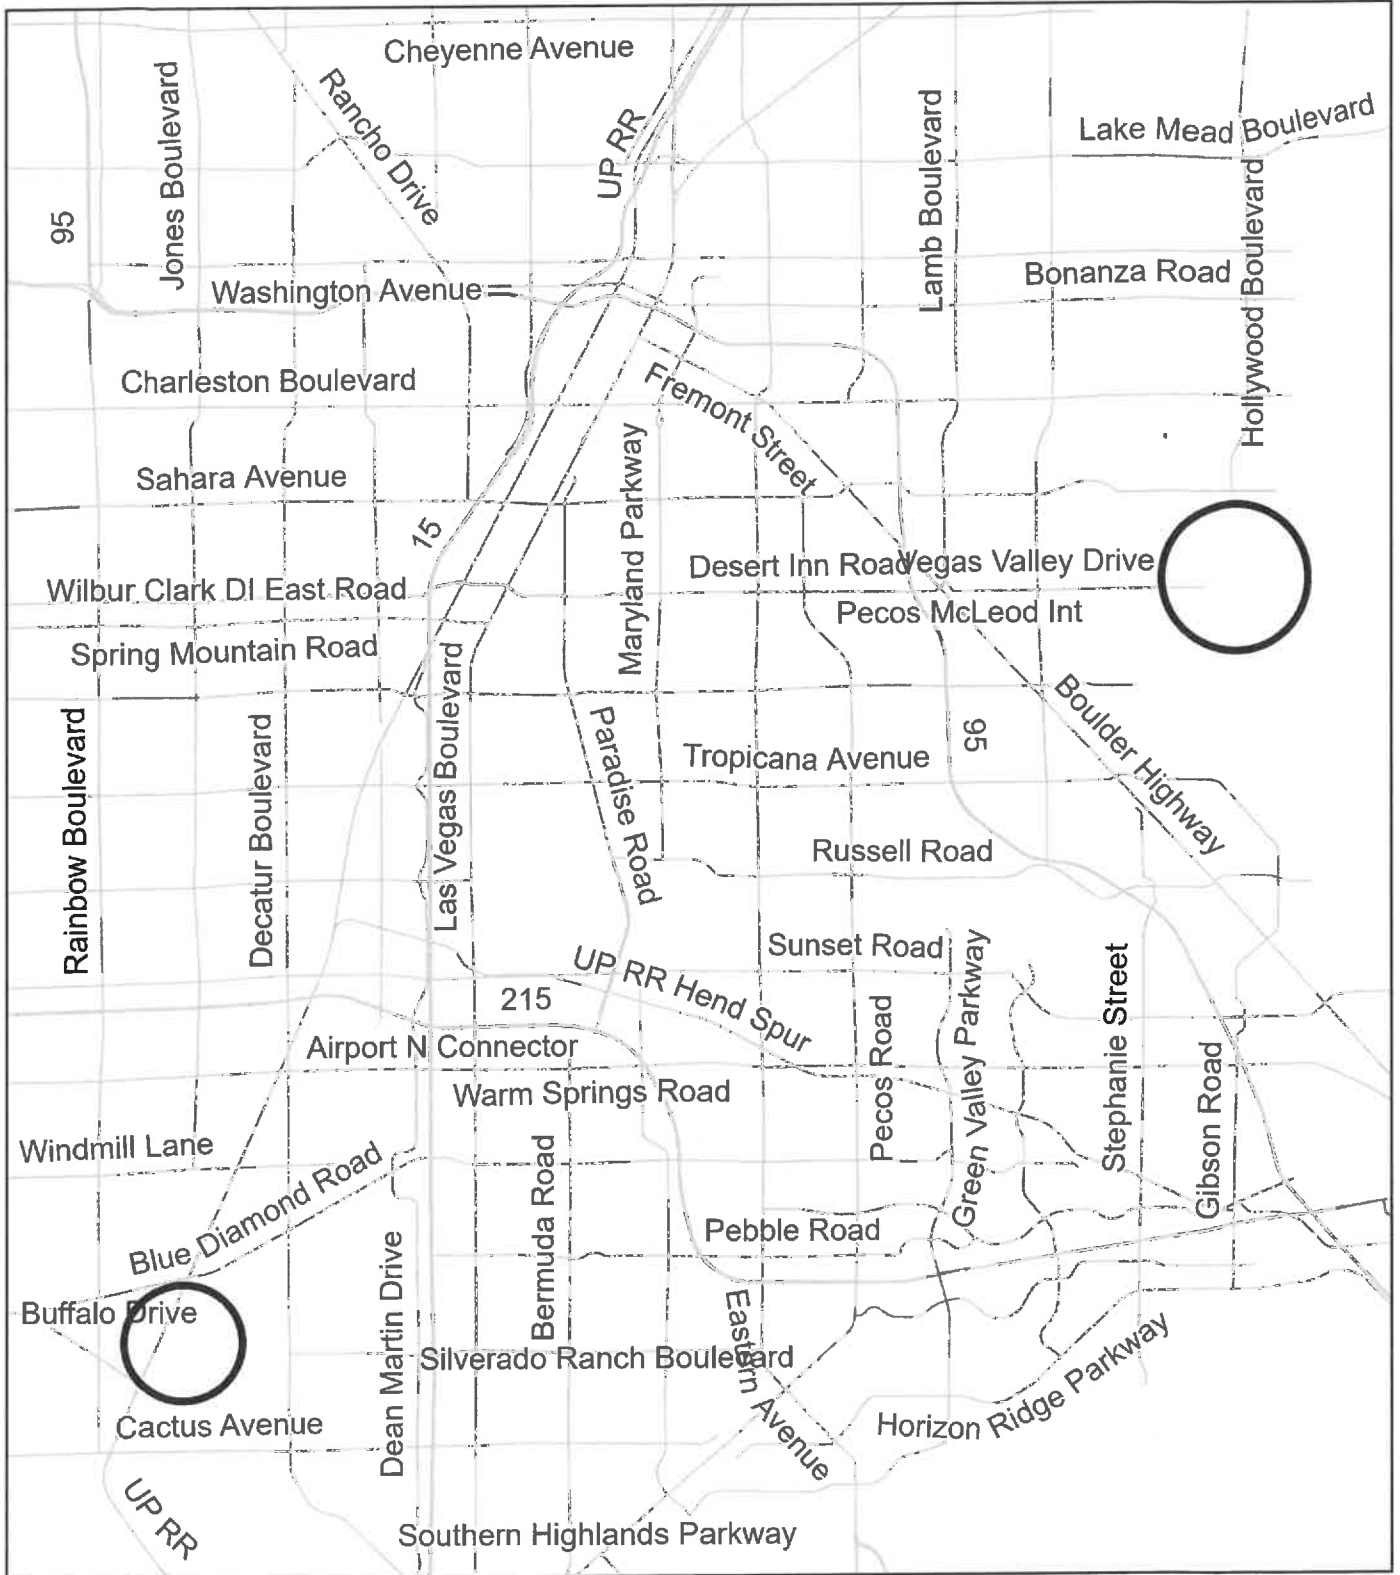 Cheyenne Avenue
Rancho Drive
Jones Boulevard
UP RR
Lamb Boulevard
Lake Mead Boulevard
95
Hollywood Boulevard
Washington Avenue
Bonanza Road
Charleston Boulevard
Fremont Street
Sahara Avenue
Maryland Parkway
15
Desert Inn Road
Vegas Valley Drive
Wilbur Clark DI East Road
Pecos McLeod Int
Spring Mountain Road
Las Vegas Boulevard
Boulder Highway
Rainbow Boulevard
Decatur Boulevard
Paradise Road
Tropicana Avenue
95
Russell Road
Sunset Road
UP RR Hend Spur
Green Valley Parkway
Stephanie Street
215
Pecos Road
Airport N Connector
Gibson Road
Warm Springs Road
Windmill Lane
Bermuda Road
Blue Diamond Road
Pebble Road
Dean Martin Drive
Buffalo Drive
Eastern Avenue
Silverado Ranch Boulevard
Horizon Ridge Parkway
Cactus Avenue
UP RR
Southern Highlands Parkway